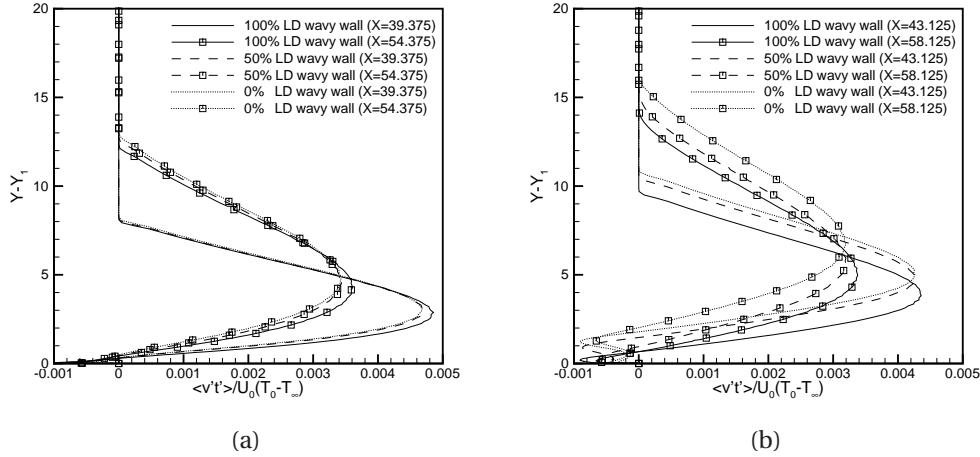 20
15
10
5
0
Y-Y₁
100% LD wavy wall (X=39.375)
100% LD wavy wall (X=54.375)
50% LD wavy wall (X=39.375)
50% LD wavy wall (X=54.375)
0% LD wavy wall (X=39.375)
0% LD wavy wall (X=54.375)
-0.001 0 0.001 0.002 0.003 0.004 0.005
<v't'>/U₀(T₀-T∞)
(a)
20
15
10
5
0
Y-Y₁
100% LD wavy wall (X=43.125)
100% LD wavy wall (X=58.125)
50% LD wavy wall (X=43.125)
50% LD wavy wall (X=58.125)
0% LD wavy wall (X=43.125)
0% LD wavy wall (X=58.125)
-0.001 0 0.001 0.002 0.003 0.004 0.005
<v't'>/U₀(T₀-T∞)
(b)